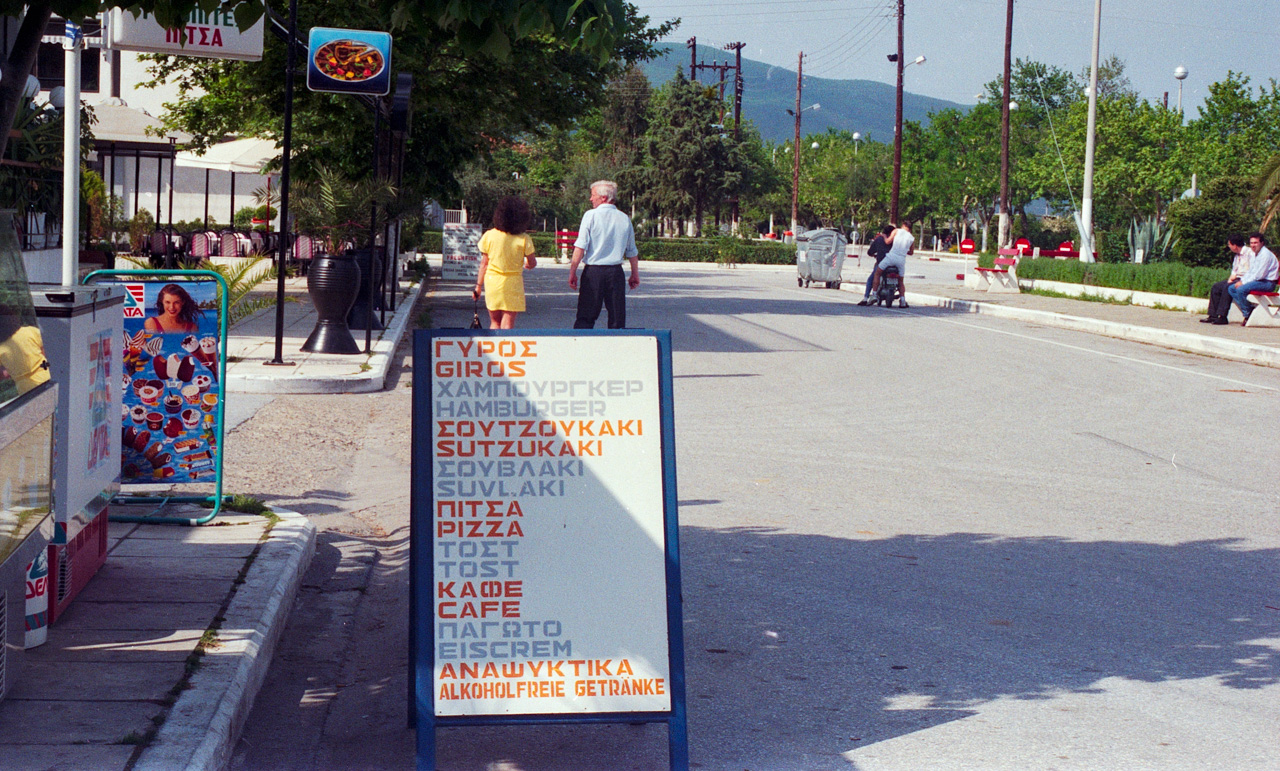 ΠΙΤΣΑ
ΓΥΡΟΣ
GIROS
ΧΑΜΠΟΥΡΓΚΕΡ
HAMBURGER
ΣΟΥΤΖΟΥΚΑΚΙ
SUTZUKAKI
ΣΟΥΒΛΑΚΙ
SUVLAKI
ΠΙΤΣΑ
PIZZA
ΤΟΣΤ
TOST
ΚΑΦΕ
CAFE
ΠΑΓΩΤΟ
EISCREM
ΑΝΑΨΥΚΤΙΚΑ
ALKOHOLFREIE GETRÄNKE